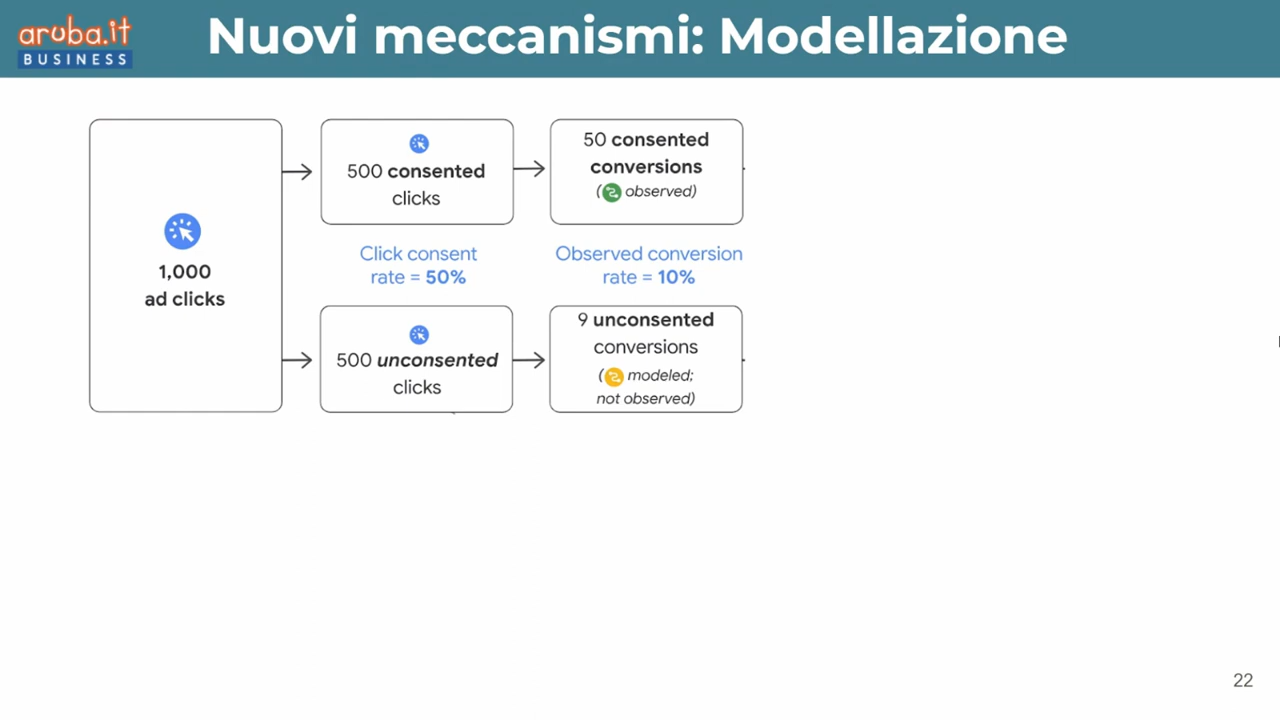 aruba.it
BUSINESS
Nuovi meccanismi: Modellazione
1,000
ad clicks
500 consented
clicks
50 consented
conversions
(observed)
Click consent
rate = 50%
Observed conversion
rate = 10%
500 unconsented
clicks
9 unconsented
conversions
(modeled;
not observed)
22